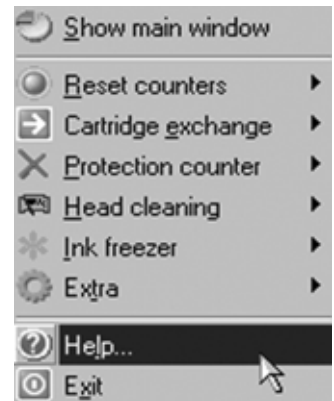 Show main window
Reset counters
Cartridge exchange
Protection counter
Head cleaning
Ink freezer
Extra
Help...
Exit